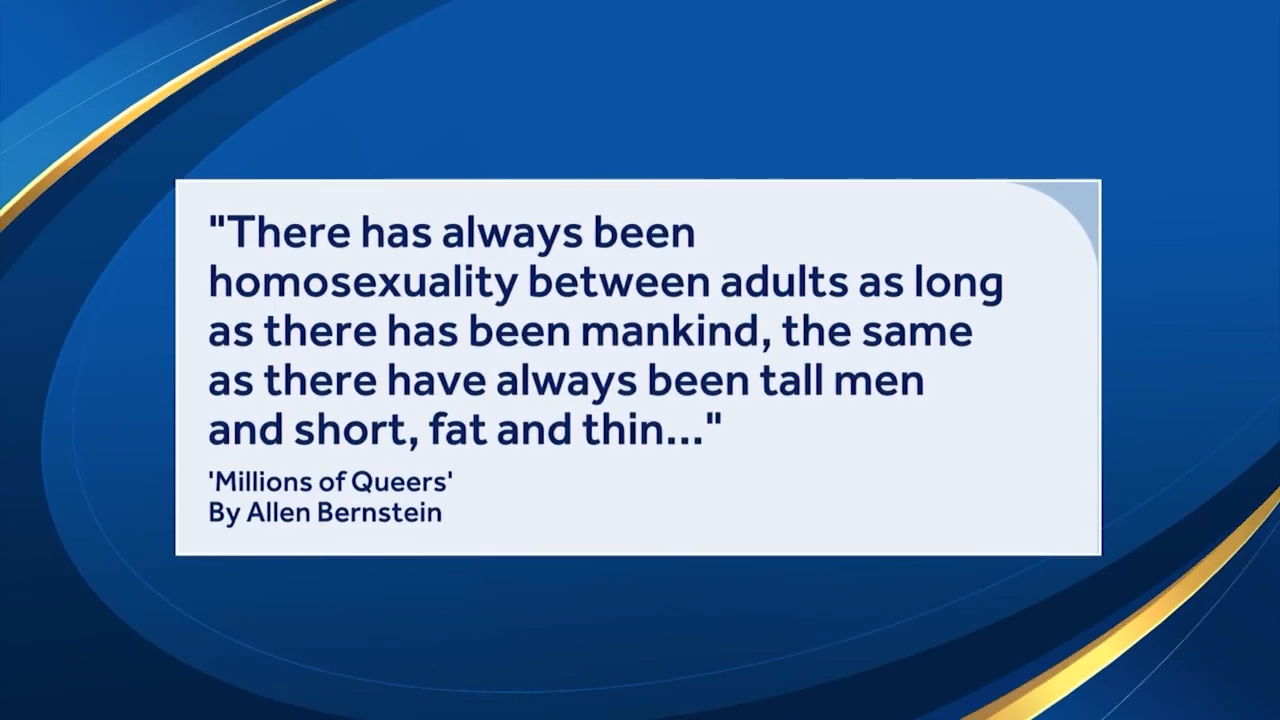 "There has always been
homosexuality between adults as long
as there has been mankind, the same
as there have always been tall men
and short, fat and thin..."
'Millions of Queers'
By Allen Bernstein